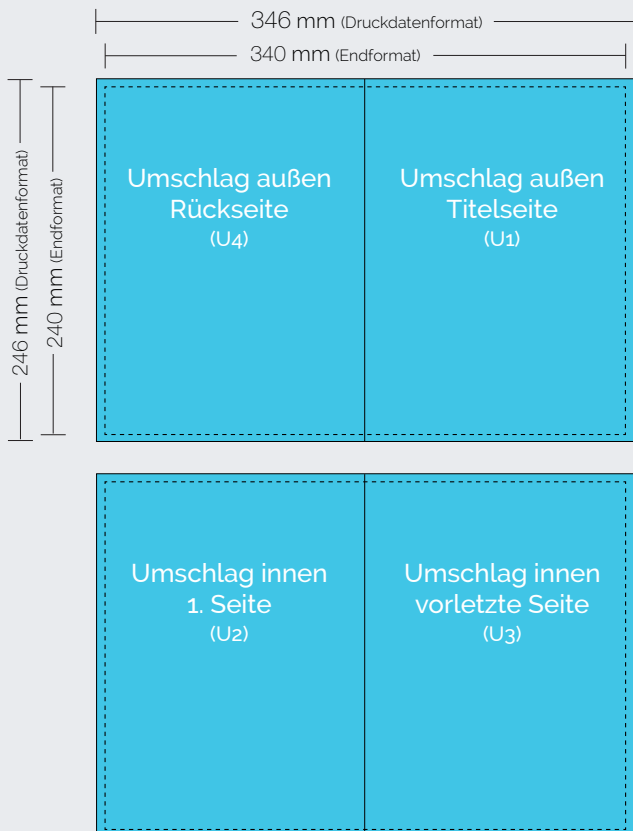 346 mm (Druckdatenformat)
340 mm (Endformat)
246 mm (Druckdatenformat)
240 mm (Endformat)
Umschlag außen
Rückseite
(U4)
Umschlag außen
Titelseite
(U1)
Umschlag innen
1. Seite
(U2)
Umschlag innen
vorletzte Seite
(U3)